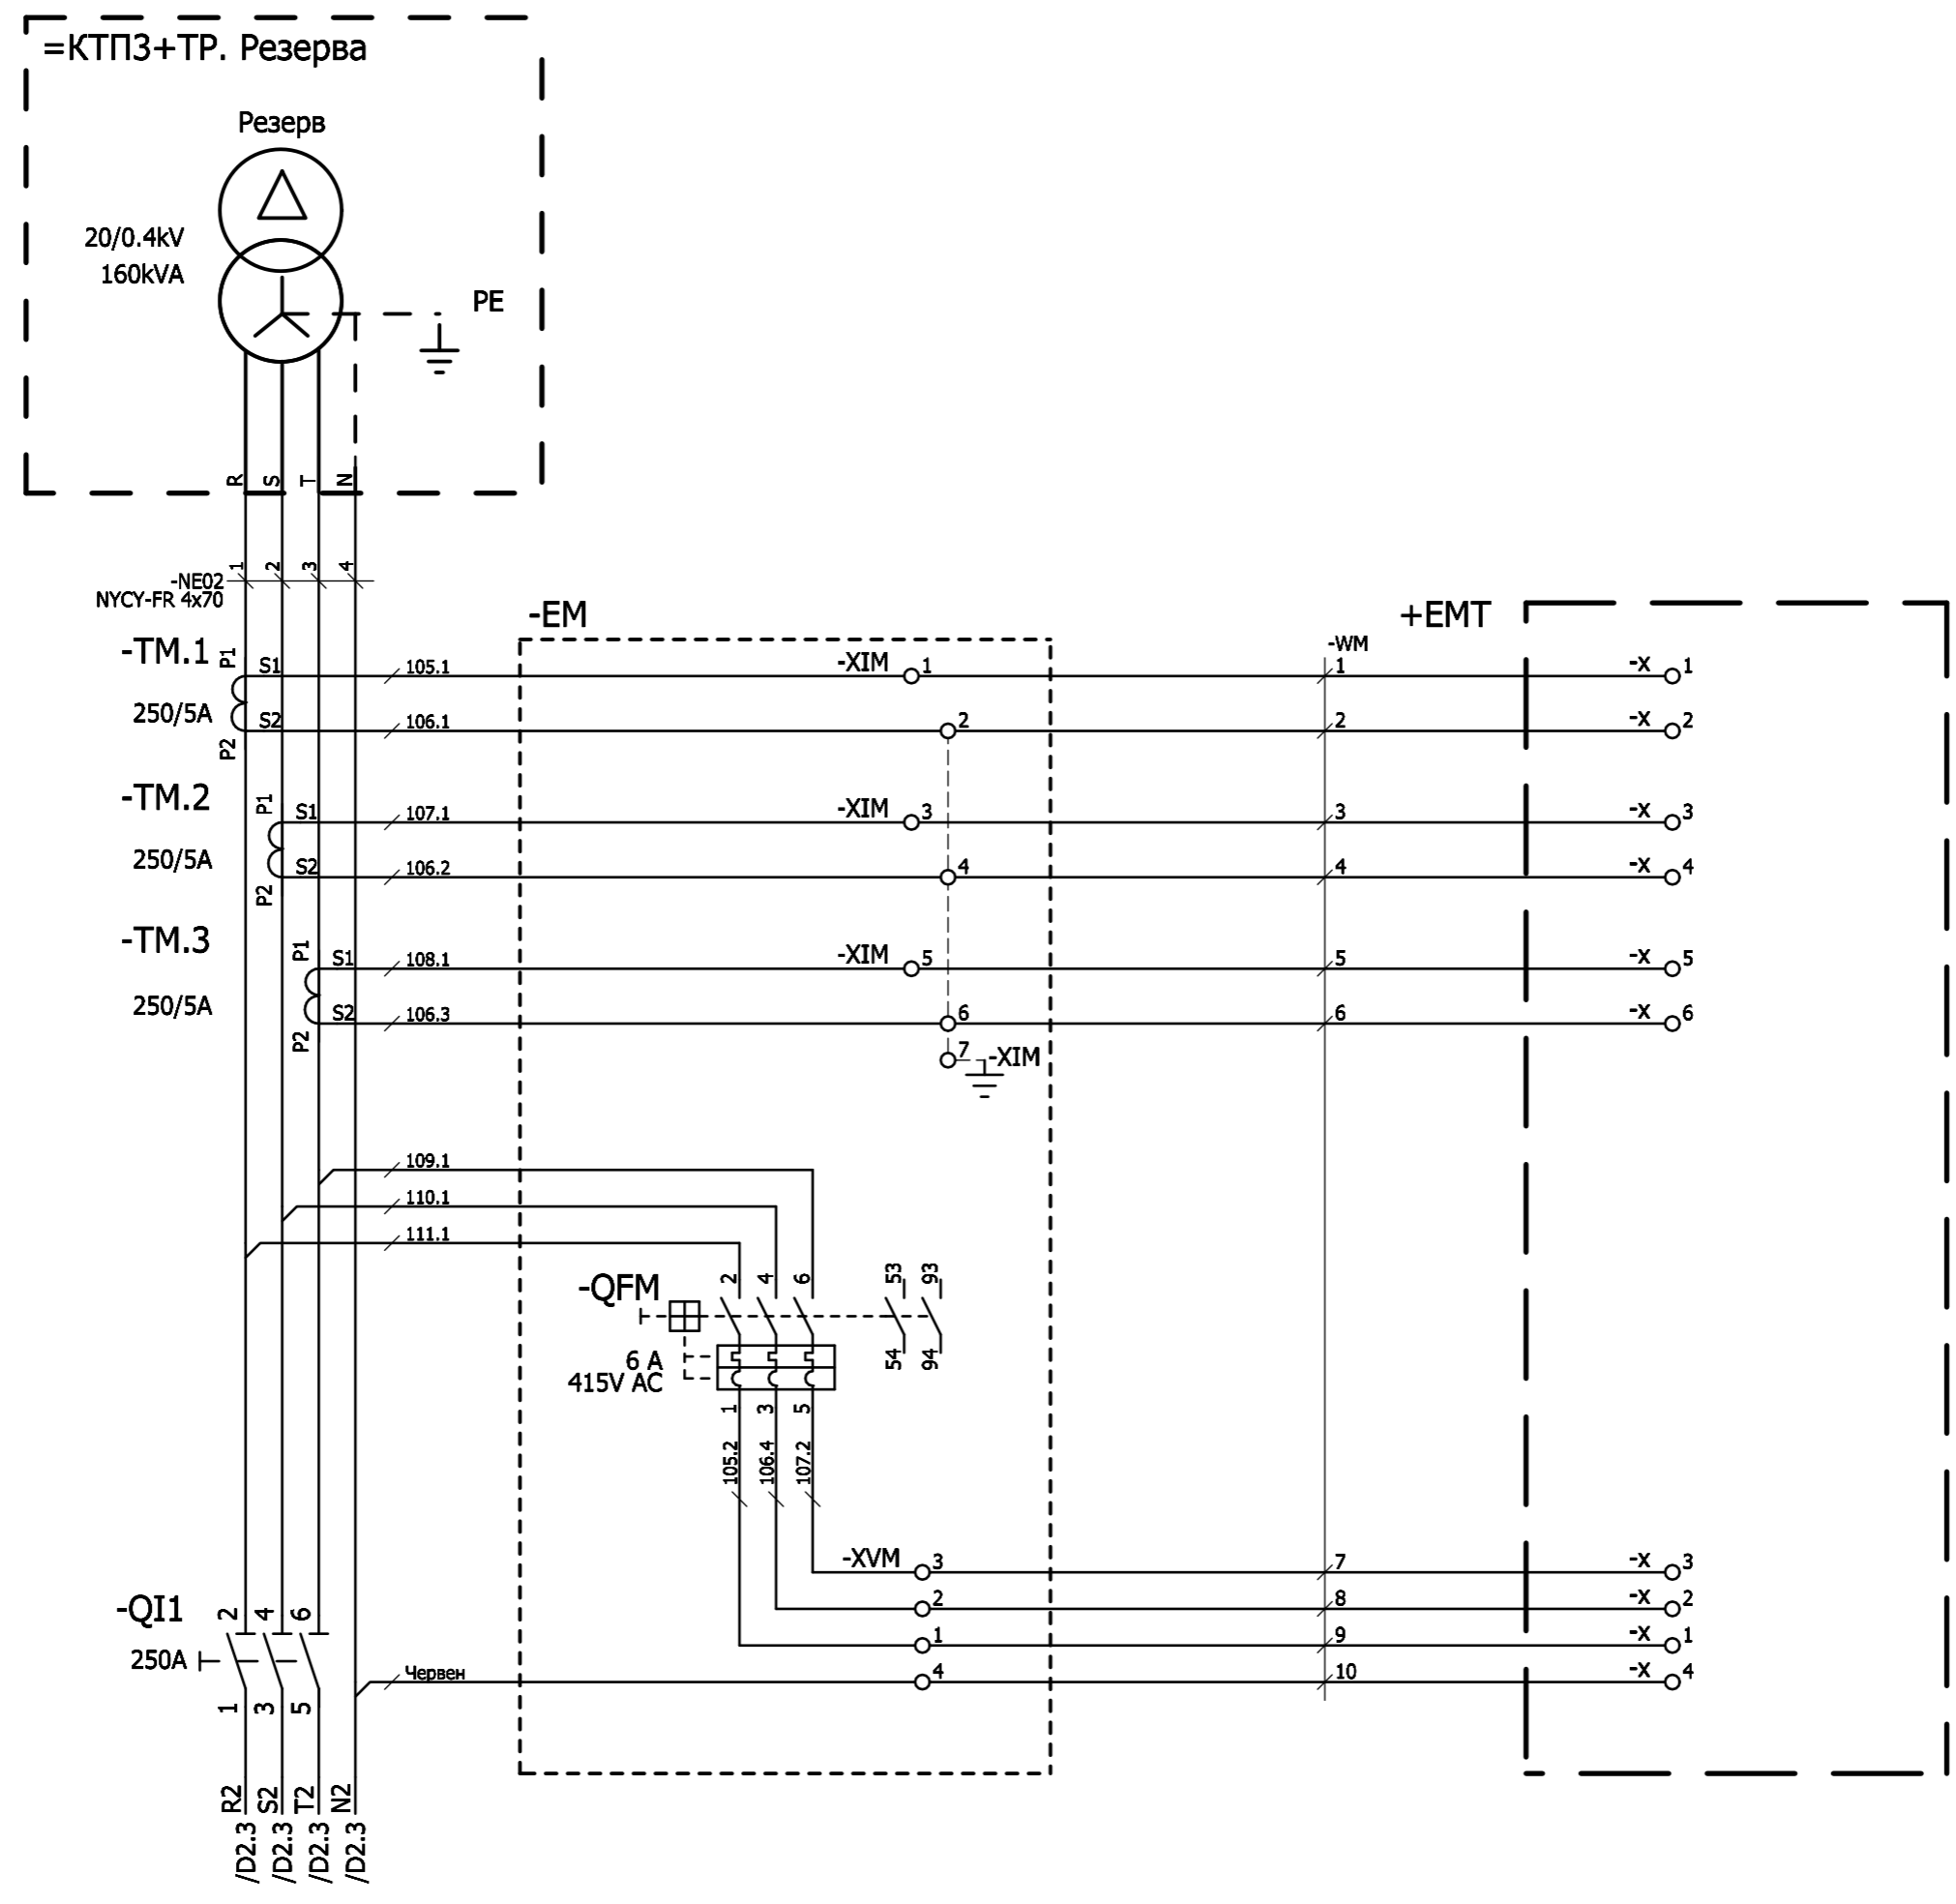 =КТП3+ТР. Резерва
Резерв
20/0.4kV
160kVA
PE
R S T N
1 2 3 4
-NE02
NYCY-FR 4x70
-EM
+EMT
-WM
-TM.1
P1
S1
105.1
-XIM
1
1
-X
1
250/5A
S2
106.1
2
2
-X
2
P2
-TM.2
P1
S1
107.1
-XIM
3
3
-X
3
250/5A
S2
106.2
4
4
-X
4
P2
-TM.3
P1
S1
108.1
-XIM
5
5
-X
5
250/5A
S2
106.3
6
6
-X
6
P2
7
-XIM
109.1
110.1
111.1
-QFM
2 4 6
53 93
6 A
415V AC
54 94
1 3 5
105.2 106.4 107.2
-XVM
3
7
-X
3
2
8
-X
2
1
9
-X
1
Червен
4
10
-X
4
-QI1
2 4 6
250A
1 3 5
R2 S2 T2 N2
/D2.3 /D2.3 /D2.3 /D2.3